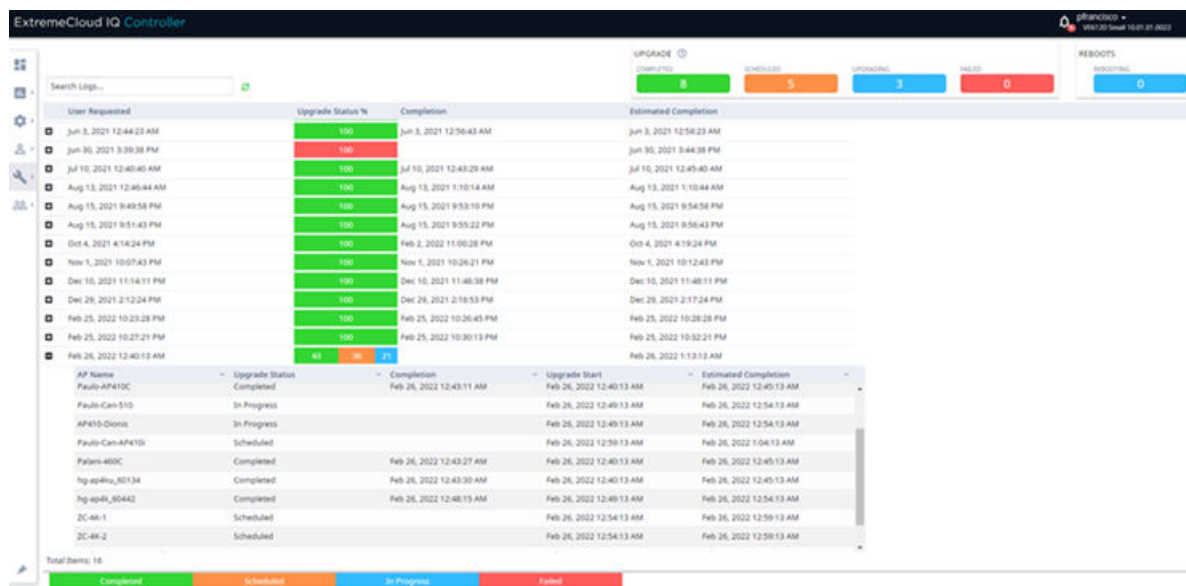 ExtremeCloud IQ Controller
pfrancisco
UPGRADE
REBOOTS
COMPLETED SCHEDULED UPGRADING FAILED REBOOTING
8 5 3 0 0
Search Logs...
User Requested Upgrade Status % Completion Estimated Completion
Jun 3, 2021 12:44:23 AM 100 Jun 3, 2021 12:56:43 AM Jun 3, 2021 12:58:23 AM
Jun 30, 2021 3:39:38 PM 100 Jun 30, 2021 3:44:38 PM
Jul 10, 2021 12:40:40 AM 100 Jul 10, 2021 12:43:29 AM Jul 10, 2021 12:45:40 AM
Aug 13, 2021 12:46:44 AM 100 Aug 13, 2021 1:10:14 AM Aug 13, 2021 1:10:44 AM
Aug 15, 2021 9:49:58 PM 100 Aug 15, 2021 9:53:10 PM Aug 15, 2021 9:54:58 PM
Aug 15, 2021 9:51:43 PM 100 Aug 15, 2021 9:55:22 PM Aug 15, 2021 9:56:43 PM
Oct 4, 2021 4:14:24 PM 100 Feb 2, 2022 11:00:28 PM Oct 4, 2021 4:19:24 PM
Nov 1, 2021 10:07:43 PM 100 Nov 1, 2021 10:26:21 PM Nov 1, 2021 10:12:43 PM
Dec 10, 2021 11:14:11 PM 100 Dec 10, 2021 11:46:38 PM Dec 10, 2021 11:48:11 PM
Dec 29, 2021 2:12:24 PM 100 Dec 29, 2021 2:16:53 PM Dec 29, 2021 2:17:24 PM
Feb 25, 2022 10:23:28 PM 100 Feb 25, 2022 10:26:45 PM Feb 25, 2022 10:28:28 PM
Feb 25, 2022 10:27:21 PM 100 Feb 25, 2022 10:30:13 PM Feb 25, 2022 10:32:21 PM
Feb 26, 2022 12:40:13 AM 43 36 21 Feb 26, 2022 1:13:13 AM
AP Name Upgrade Status Completion Upgrade Start Estimated Completion
Paulo-AP410C Completed Feb 26, 2022 12:43:11 AM Feb 26, 2022 12:40:13 AM Feb 26, 2022 12:45:13 AM
Paulo-Can-510 In Progress Feb 26, 2022 12:49:13 AM Feb 26, 2022 12:54:13 AM
AP410-Dionis In Progress Feb 26, 2022 12:49:13 AM Feb 26, 2022 12:54:13 AM
Paulo-Can-AP410i Scheduled Feb 26, 2022 12:59:13 AM Feb 26, 2022 1:04:13 AM
Palani-460C Completed Feb 26, 2022 12:43:27 AM Feb 26, 2022 12:40:13 AM Feb 26, 2022 12:45:13 AM
hg-ap4ku_60134 Completed Feb 26, 2022 12:43:30 AM Feb 26, 2022 12:40:13 AM Feb 26, 2022 12:45:13 AM
hg-ap4k_60442 Completed Feb 26, 2022 12:48:15 AM Feb 26, 2022 12:49:13 AM Feb 26, 2022 12:54:13 AM
ZC-4K-1 Scheduled Feb 26, 2022 12:54:13 AM Feb 26, 2022 12:59:13 AM
ZC-4K-2 Scheduled Feb 26, 2022 12:54:13 AM Feb 26, 2022 12:59:13 AM
Total Items: 16
Completed Scheduled In Progress Failed